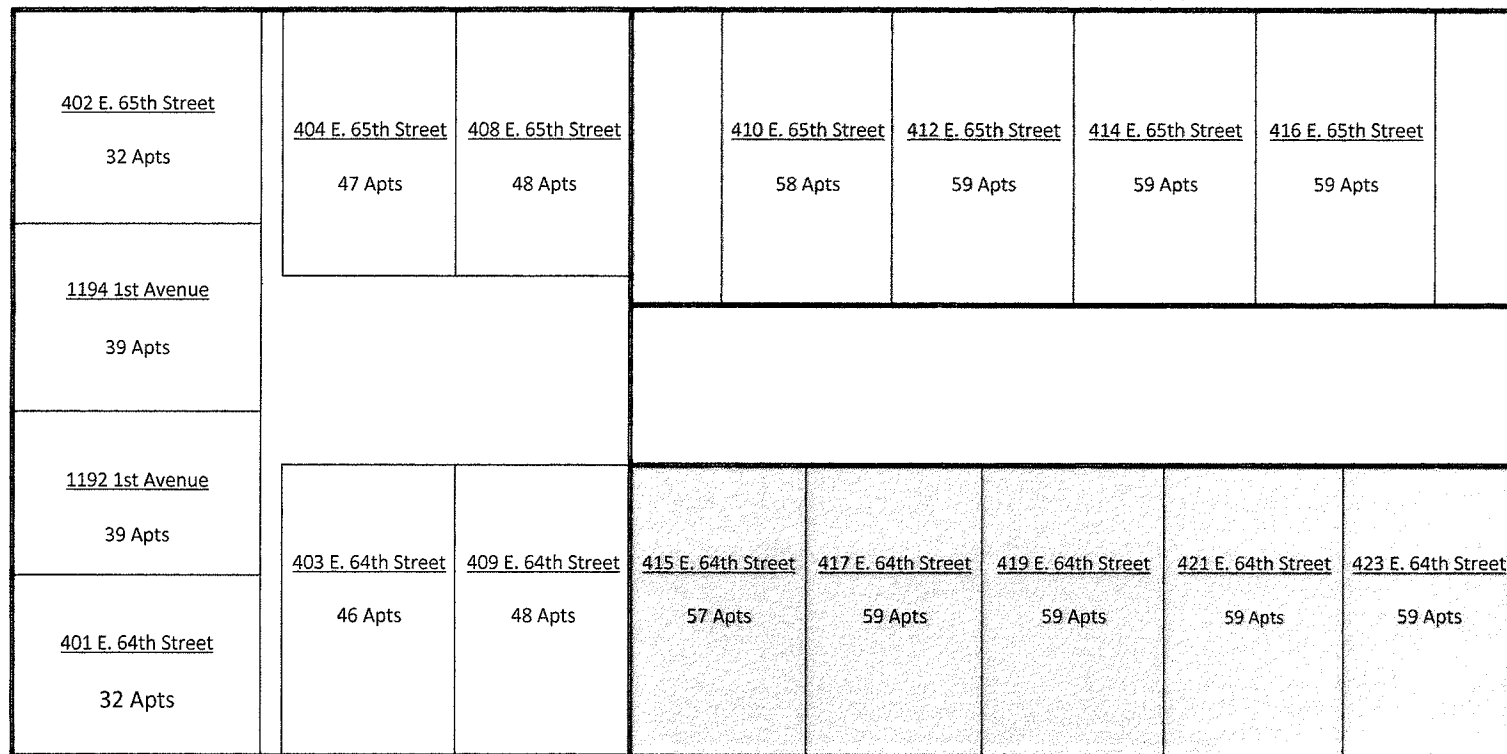 402 E. 65th Street
32 Apts
1194 1st Avenue
39 Apts
1192 1st Avenue
39 Apts
401 E. 64th Street
32 Apts
404 E. 65th Street
47 Apts
408 E. 65th Street
48 Apts
410 E. 65th Street
58 Apts
412 E. 65th Street
59 Apts
414 E. 65th Street
59 Apts
416 E. 65th Street
59 Apts
403 E. 64th Street
46 Apts
409 E. 64th Street
48 Apts
415 E. 64th Street
57 Apts
417 E. 64th Street
59 Apts
419 E. 64th Street
59 Apts
421 E. 64th Street
59 Apts
423 E. 64th Street
59 Apts